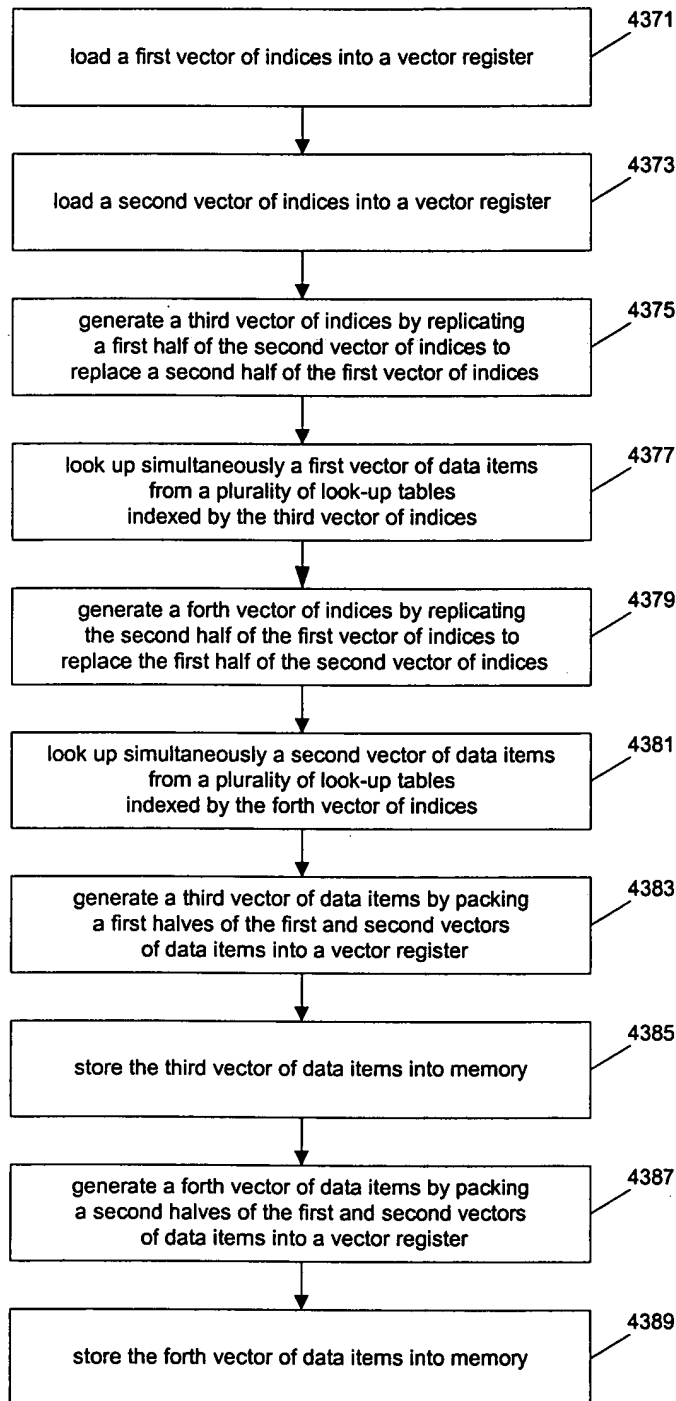 4371
load a first vector of indices into a vector register
4373
load a second vector of indices into a vector register
4375
generate a third vector of indices by replicating
a first half of the second vector of indices to
replace a second half of the first vector of indices
4377
look up simultaneously a first vector of data items
from a plurality of look-up tables
indexed by the third vector of indices
4379
generate a forth vector of indices by replicating
the second half of the first vector of indices to
replace the first half of the second vector of indices
4381
look up simultaneously a second vector of data items
from a plurality of look-up tables
indexed by the forth vector of indices
4383
generate a third vector of data items by packing
a first halves of the first and second vectors
of data items into a vector register
4385
store the third vector of data items into memory
4387
generate a forth vector of data items by packing
a second halves of the first and second vectors
of data items into a vector register
4389
store the forth vector of data items into memory